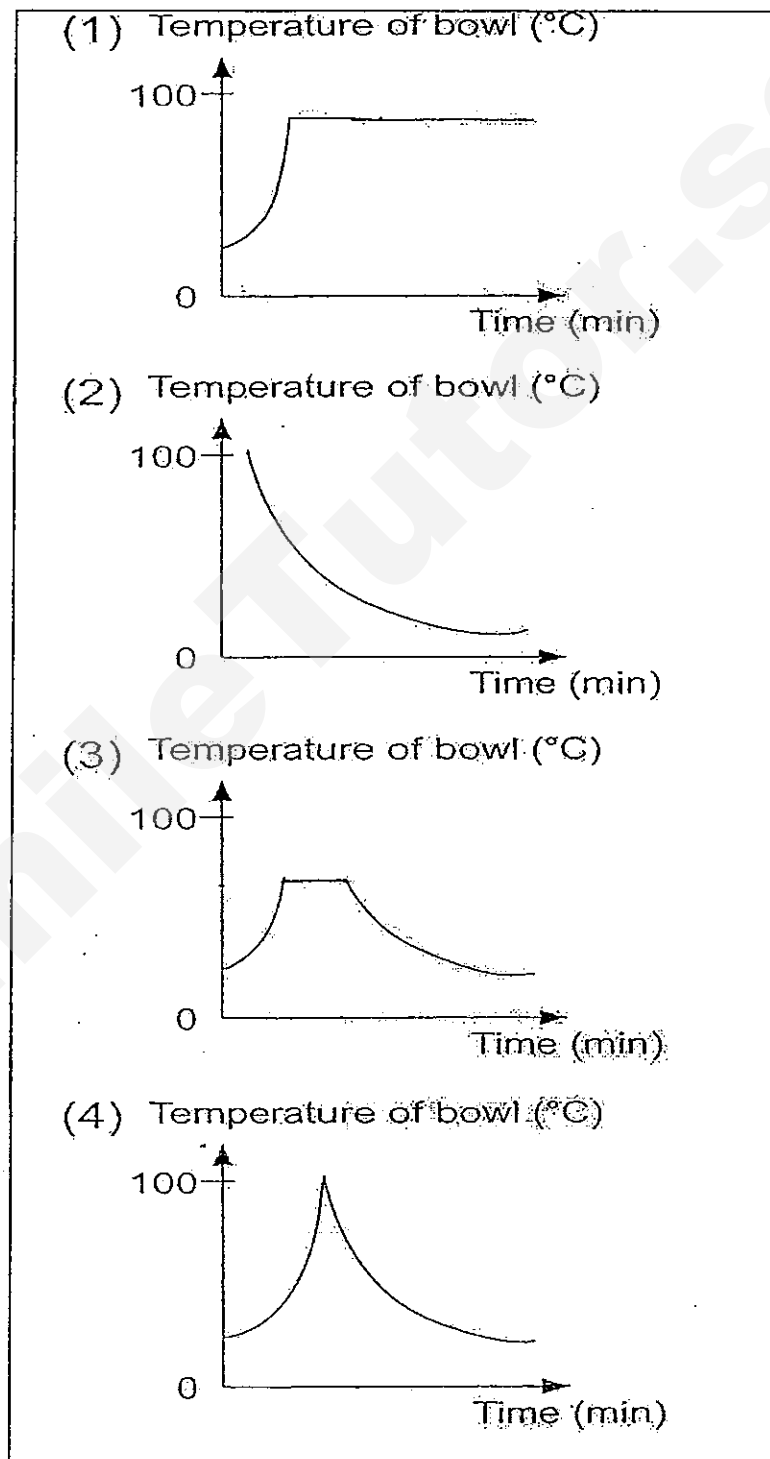 (1) Temperature of bowl (°C)
100
0
Time (min)
(2) Temperature of bowl (°C)
100
0
Time (min)
(3) Temperature of bowl (°C)
100
0
Time (min)
(4) Temperature of bowl (°C)
100
0
Time (min)